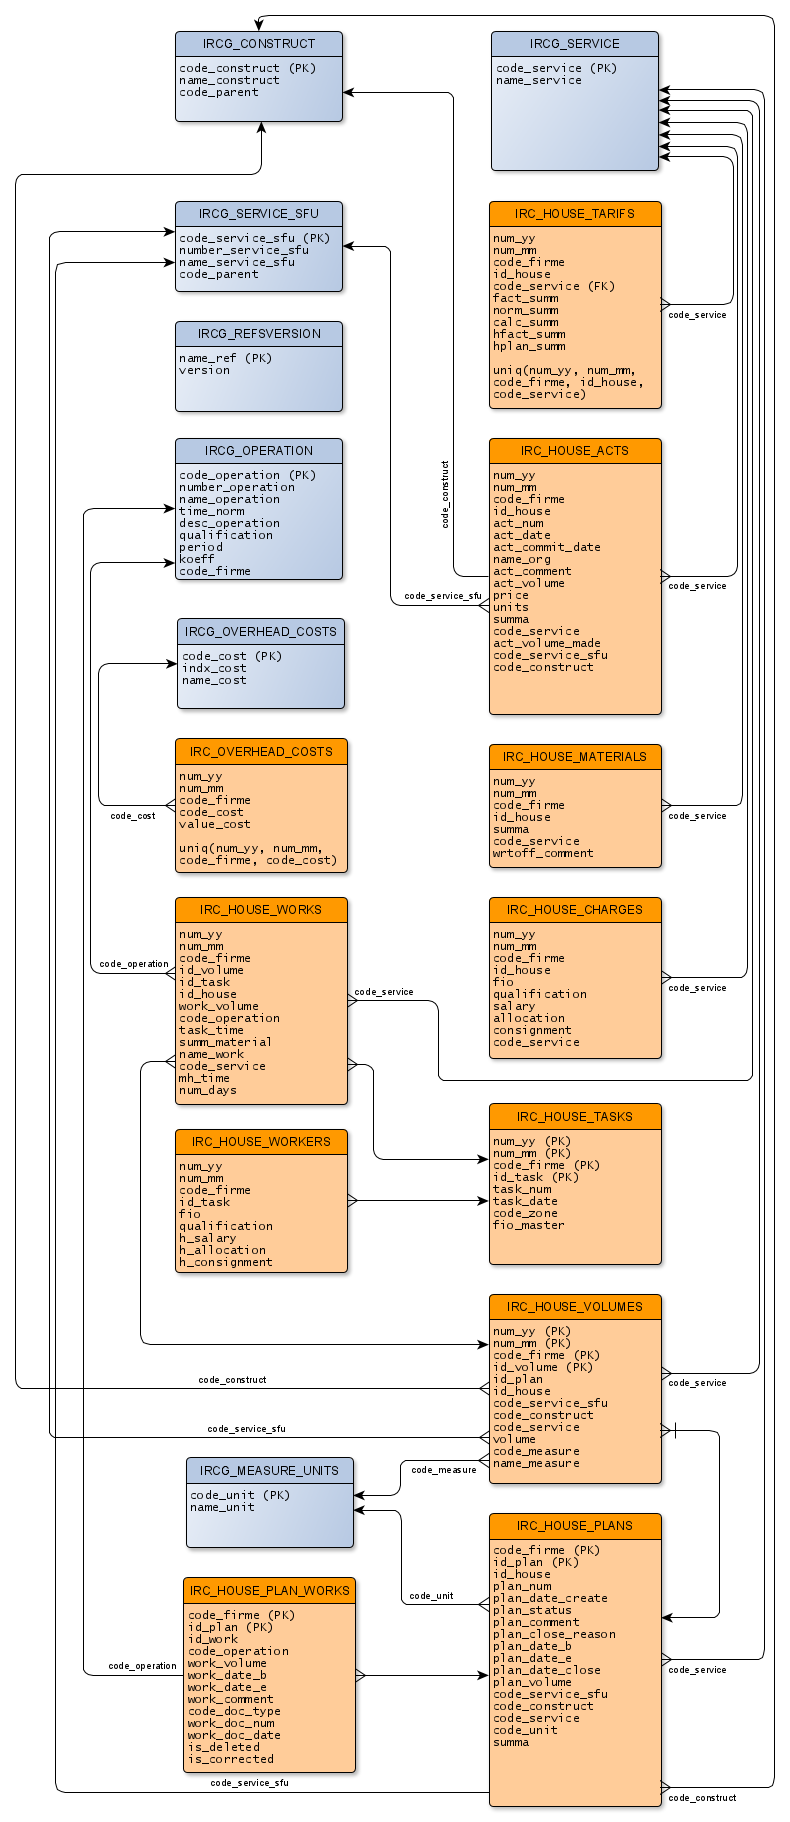 IRCG_CONSTRUCT
code_construct (PK)
name_construct
code_parent
IRCG_SERVICE
code_service (PK)
name_service
IRCG_SERVICE_SFU
code_service_sfu (PK)
number_service_sfu
name_service_sfu
code_parent
IRC_HOUSE_TARIFS
num_yy
num_mm
code_firme
id_house
code_service (FK)
fact_summ
norm_summ
calc_summ
hfact_summ
hplan_summ
uniq(num_yy, num_mm,
code_firme, id_house,
code_service)
code_service
IRCG_REFSVERSION
name_ref (PK)
version
IRCG_OPERATION
code_operation (PK)
number_operation
name_operation
time_norm
desc_operation
qualification
period
koeff
code_firme
code_construct
IRC_HOUSE_ACTS
num_yy
num_mm
code_firme
id_house
act_num
act_date
act_commit_date
name_org
act_comment
act_volume
price
units
summa
code_service
act_volume_made
code_service_sfu
code_construct
code_service
code_service_sfu
IRCG_OVERHEAD_COSTS
code_cost (PK)
indx_cost
name_cost
IRC_OVERHEAD_COSTS
num_yy
num_mm
code_firme
code_cost
value_cost
uniq(num_yy, num_mm,
code_firme, code_cost)
code_cost
IRC_HOUSE_MATERIALS
num_yy
num_mm
code_firme
id_house
summa
code_service
wrtoff_comment
code_service
IRC_HOUSE_WORKS
num_yy
num_mm
code_firme
id_volume
id_task
id_house
work_volume
code_operation
task_time
summ_material
name_work
code_service
mh_time
num_days
code_operation
code_service
IRC_HOUSE_CHARGES
num_yy
num_mm
code_firme
id_house
fio
qualification
salary
allocation
consignment
code_service
code_service
IRC_HOUSE_WORKERS
num_yy
num_mm
code_firme
id_task
fio
qualification
h_salary
h_allocation
h_consignment
IRC_HOUSE_TASKS
num_yy (PK)
num_mm (PK)
code_firme (PK)
id_task (PK)
task_num
task_date
code_zone
fio_master
IRC_HOUSE_VOLUMES
num_yy (PK)
num_mm (PK)
code_firme (PK)
id_volume (PK)
id_plan
id_house
code_service_sfu
code_construct
code_service
volume
code_measure
name_measure
code_service
code_construct
code_service_sfu
code_measure
IRCG_MEASURE_UNITS
code_unit (PK)
name_unit
IRC_HOUSE_PLANS
code_firme (PK)
id_plan (PK)
id_house
plan_num
plan_date_create
plan_status
plan_comment
plan_close_reason
plan_date_b
plan_date_e
plan_date_close
plan_volume
code_service_sfu
code_construct
code_service
code_unit
summa
code_unit
code_service
IRC_HOUSE_PLAN_WORKS
code_firme (PK)
id_plan (PK)
id_work
code_operation
work_volume
work_date_b
work_date_e
work_comment
code_doc_type
work_doc_num
work_doc_date
is_deleted
is_corrected
code_operation
code_service_sfu
code_construct